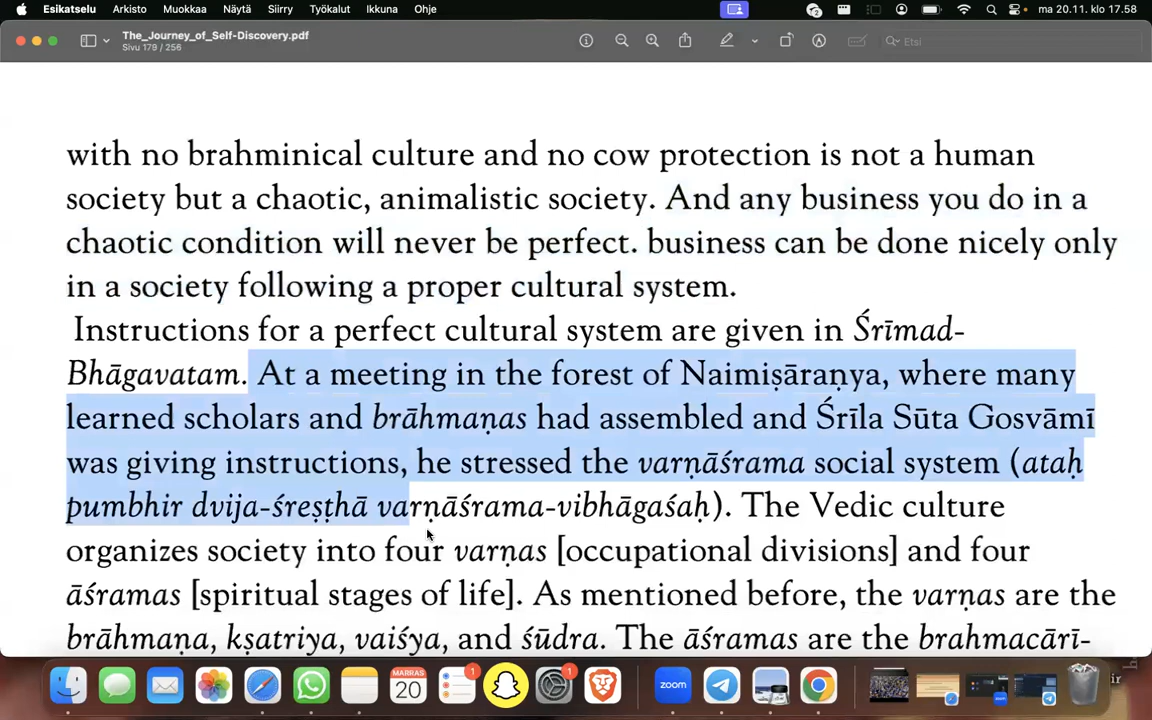 Esikatselu Arkisto Muokkaa Näytä Siirry Työkalut Ikkuna Ohje ma 20.11. klo 17.58
The_Journey_of_Self-Discovery.pdf
Sivu 179 / 256
Etsi
with no brahminical culture and no cow protection is not a human
society but a chaotic, animalistic society. And any business you do in a
chaotic condition will never be perfect. business can be done nicely only
in a society following a proper cultural system.
Instructions for a perfect cultural system are given in Śrīmad-
Bhāgavatam. At a meeting in the forest of Naimiṣāraṇya, where many
learned scholars and brāhmaṇas had assembled and Śrīla Sūta Gosvāmī
was giving instructions, he stressed the varṇāśrama social system (ataḥ
pumbhir dvija-śreṣṭhā varṇāśrama-vibhāgaśaḥ). The Vedic culture
organizes society into four varṇas [occupational divisions] and four
āśramas [spiritual stages of life]. As mentioned before, the varṇas are the
brāhmaṇa, kṣatriya, vaiśya, and śūdra. The āśramas are the brahmacārī-
MARRAS
20
1
1
zoom